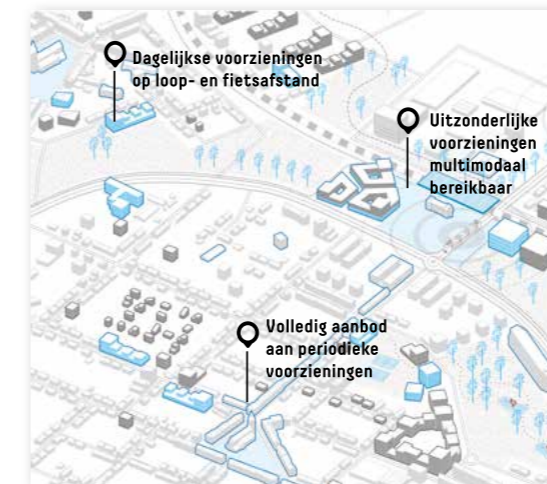 Dagelijkse voorzieningen
op loop- en fietsafstand
Uitzonderlijke
voorzieningen
multimodaal
bereikbaar
Volledig aanbod
aan periodieke
voorzieningen